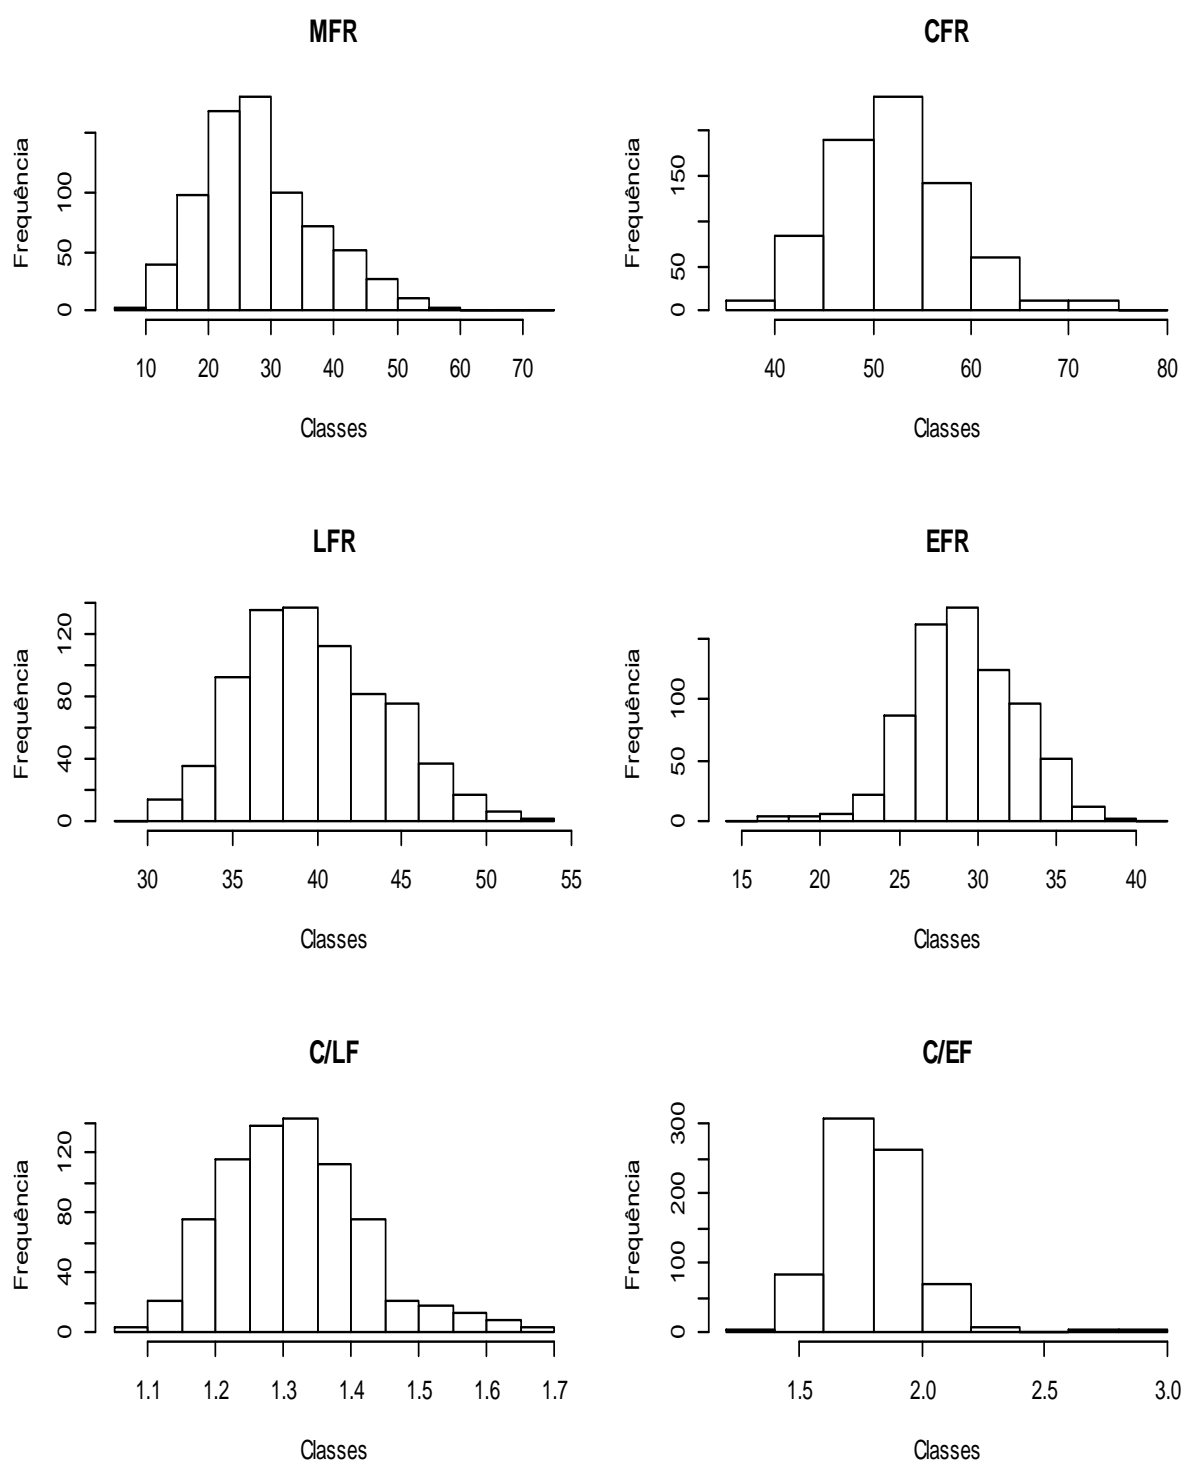 MFR
Frequência
0 50 100
10 20 30 40 50 60 70
Classes
CFR
Frequência
0 50 150
40 50 60 70 80
Classes
LFR
Frequência
0 40 80 120
30 35 40 45 50 55
Classes
EFR
Frequência
0 50 100
15 20 25 30 35 40
Classes
C/LF
Frequência
0 40 80 120
1.1 1.2 1.3 1.4 1.5 1.6 1.7
Classes
C/EF
Frequência
0 100 200 300
1.5 2.0 2.5 3.0
Classes